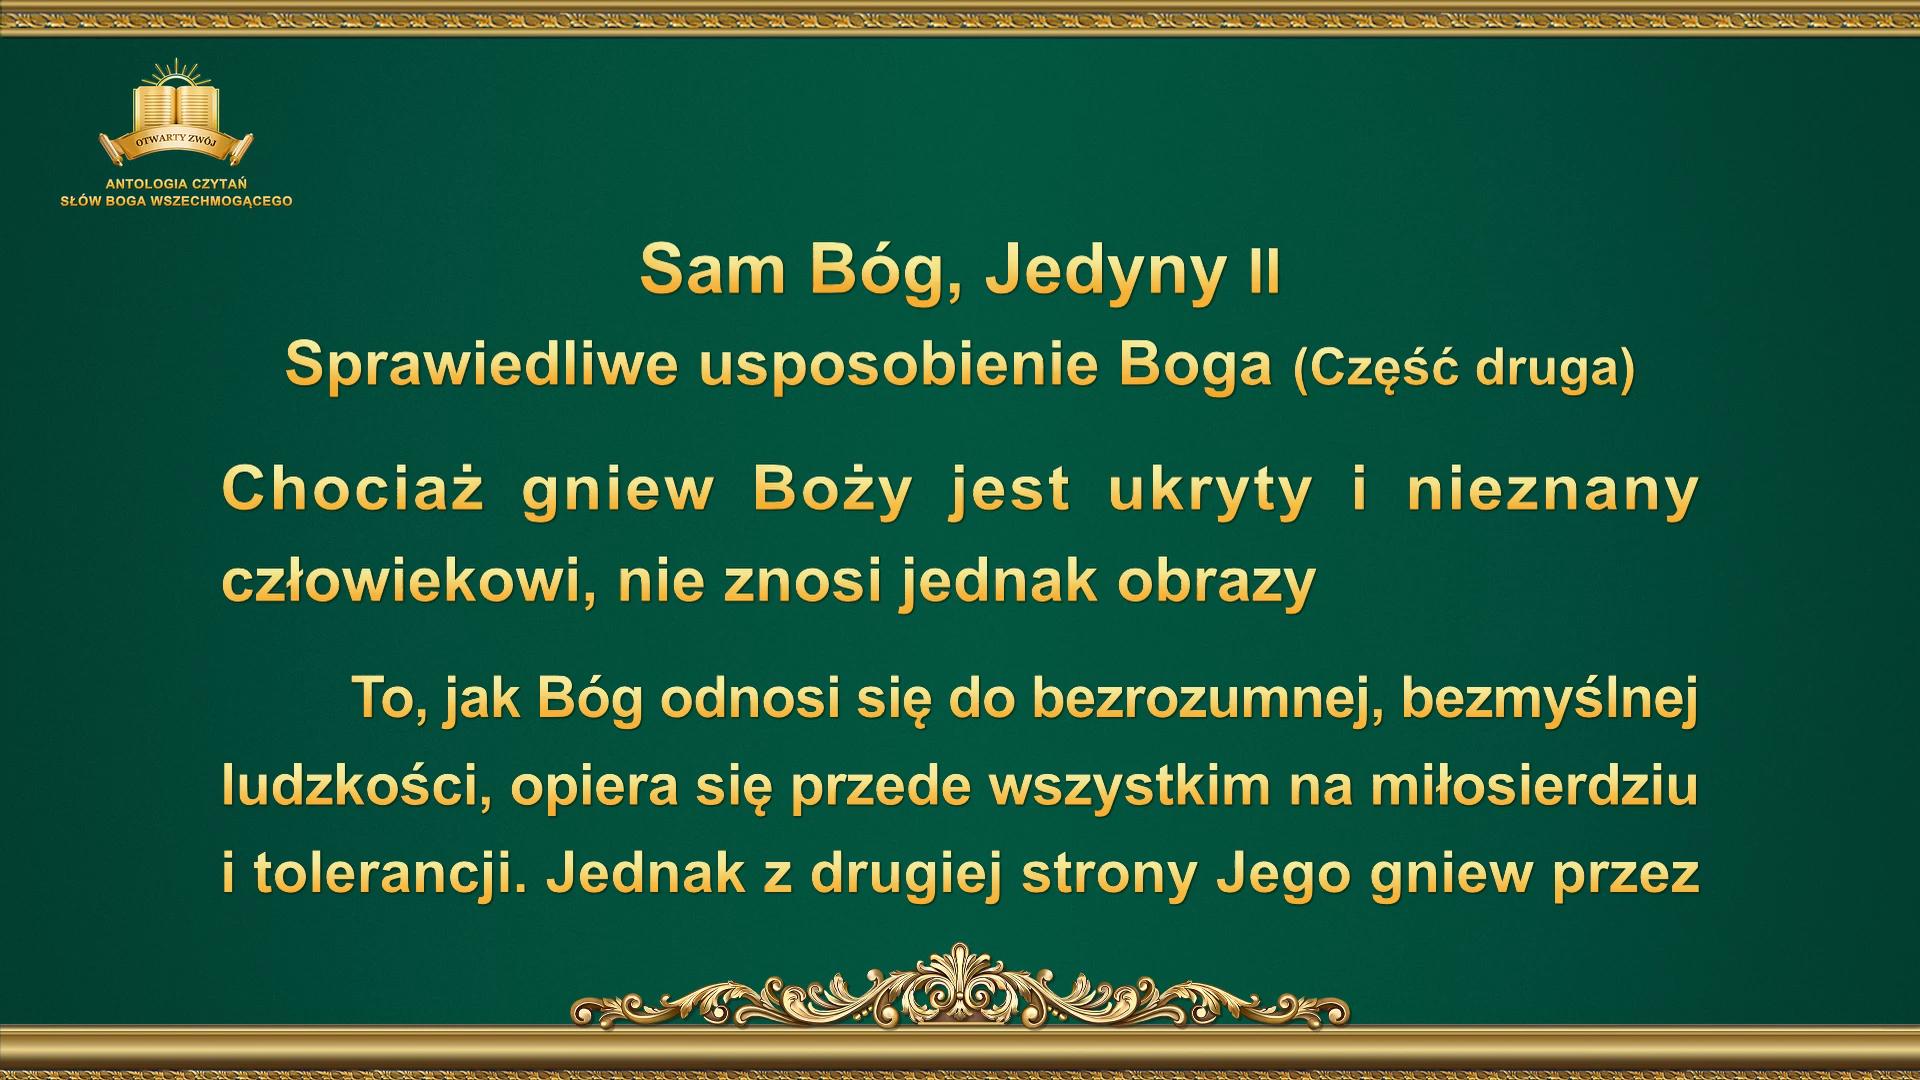 OTWARTY ZWÓJ
ANTOLOGIA CZYTAŃ
SŁÓW BOGA WSZECHMOGĄCEGO
Sam Bóg, Jedyny II
Sprawiedliwe usposobienie Boga (Część druga)
Chociaż gniew Boży jest ukryty i nieznany
człowiekowi, nie znosi jednak obrazy
To, jak Bóg odnosi się do bezrozumnej, bezmyślnej
ludzkości, opiera się przede wszystkim na miłosierdziu
i tolerancji. Jednak z drugiej strony Jego gniew przez